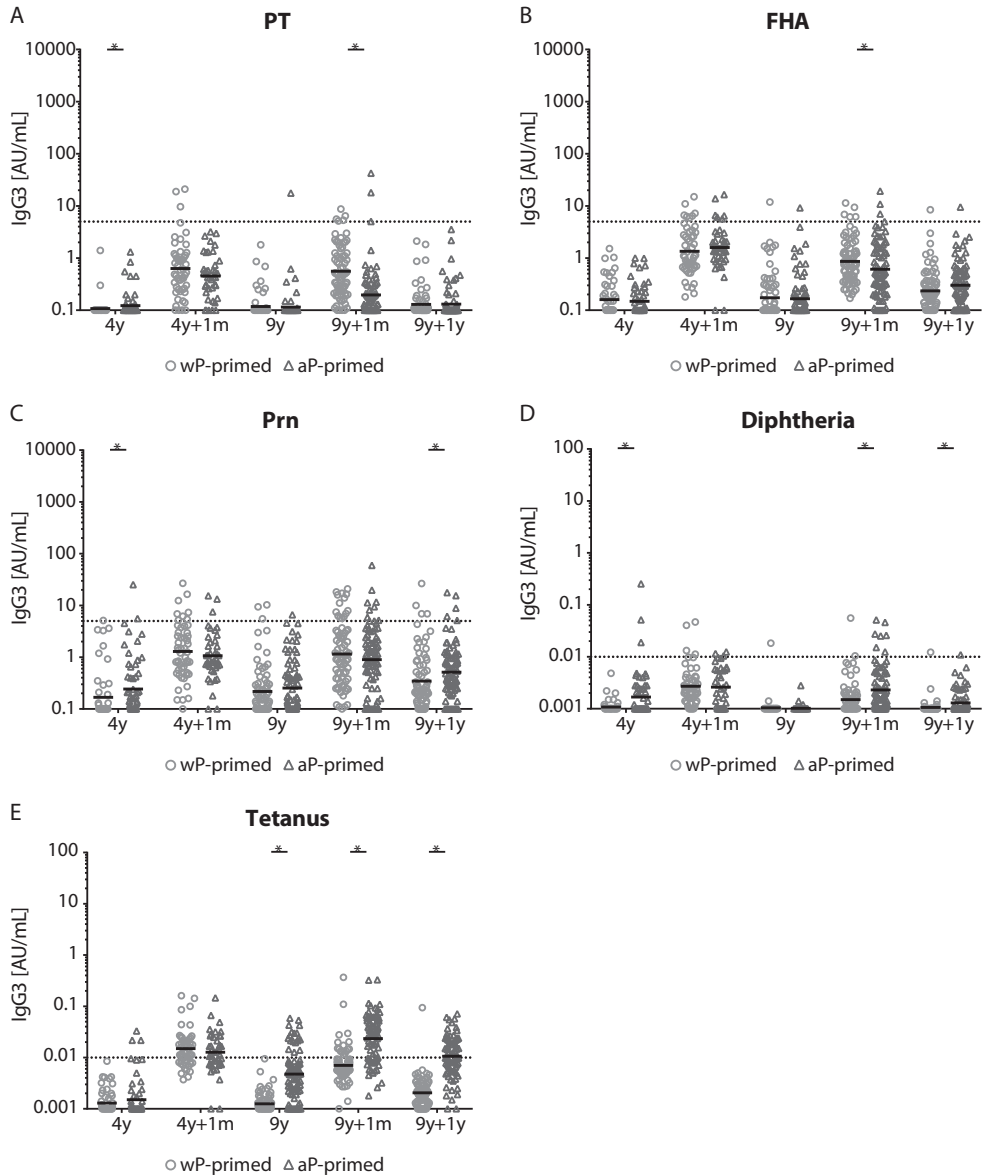 A
PT
* *
10000
1000
100
10
1
0.1
IgG3 [AU/mL]
4y 4y+1m 9y 9y+1m 9y+1y
○ wP-primed △ aP-primed
B
FHA
*
10000
1000
100
10
1
0.1
IgG3 [AU/mL]
4y 4y+1m 9y 9y+1m 9y+1y
○ wP-primed △ aP-primed
C
Prn
* *
10000
1000
100
10
1
0.1
IgG3 [AU/mL]
4y 4y+1m 9y 9y+1m 9y+1y
○ wP-primed △ aP-primed
D
Diphtheria
* * *
100
10
1
0.1
0.01
0.001
IgG3 [AU/mL]
4y 4y+1m 9y 9y+1m 9y+1y
○ wP-primed △ aP-primed
E
Tetanus
* * *
100
10
1
0.1
0.01
0.001
IgG3 [AU/mL]
4y 4y+1m 9y 9y+1m 9y+1y
○ wP-primed △ aP-primed